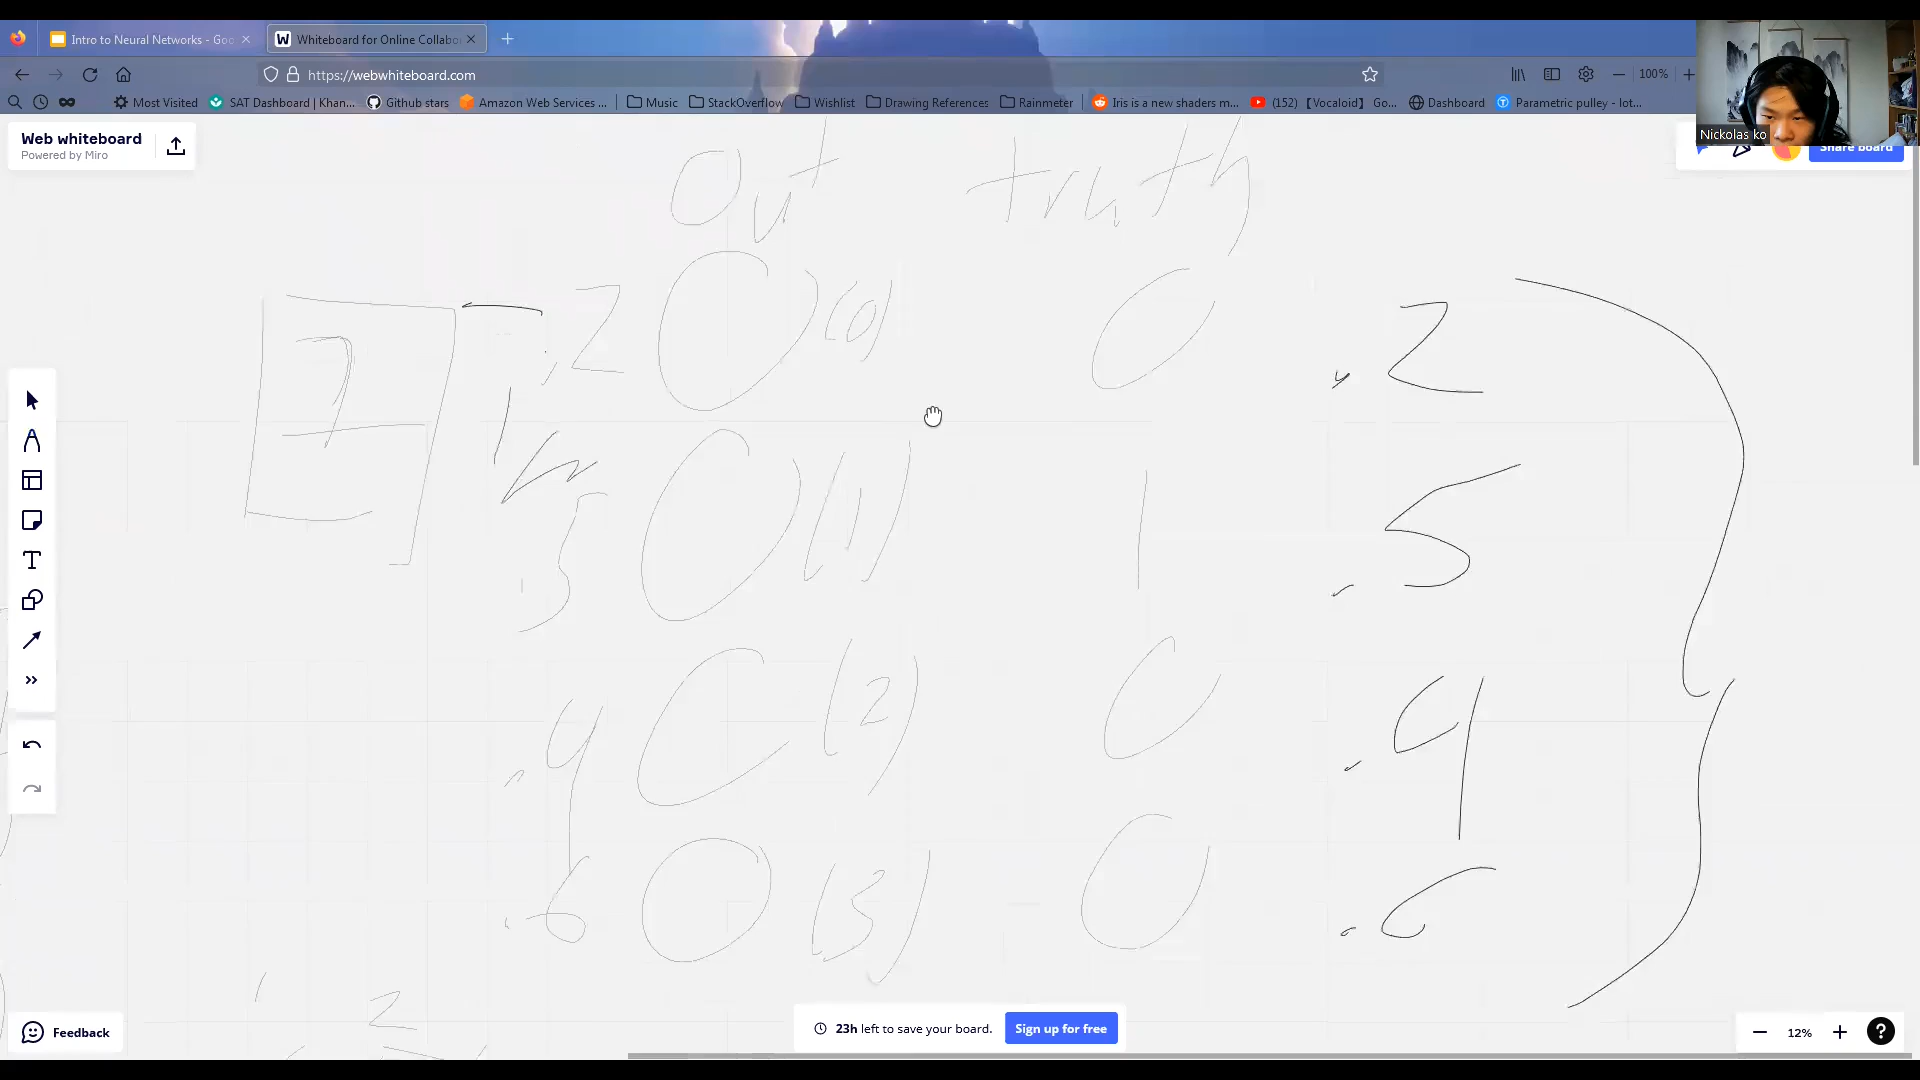 Intro to Neural Networks - Goo
Whiteboard for Online Collabo
https://webwhiteboard.com
100%
Most Visited
SAT Dashboard | Khan...
Github stars
Amazon Web Services ...
Music
StackOverflow
Wishlist
Drawing References
Rainmeter
Iris is a new shaders m...
(152) 【Vocaloid】 Go...
Dashboard
Parametric pulley - lot...
Nickolas ko
Web whiteboard
Powered by Miro
Share board
Out truth
7
.2 (0) 0 .2
.5 (1) 1 .5
.4 (2) 0 .4
.6 (3) 0 .6
2
Feedback
23h left to save your board.
Sign up for free
12%